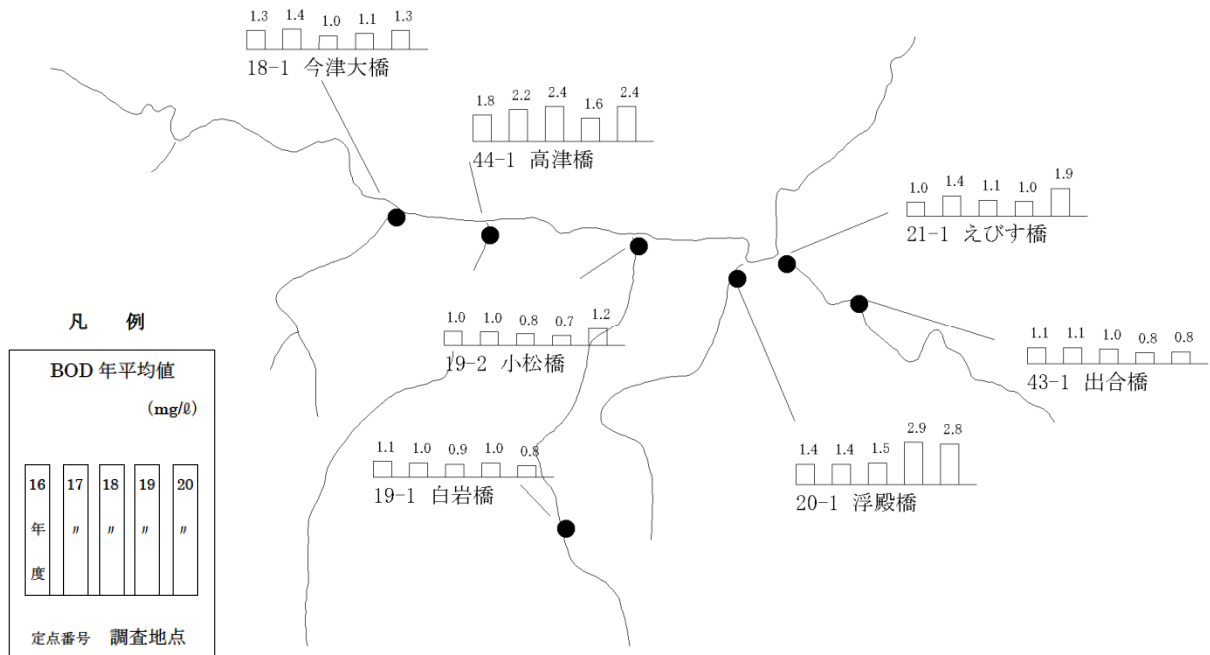 1.3 1.4 1.0 1.1 1.3
18-1 今津大橋
1.8 2.2 2.4 1.6 2.4
44-1 高津橋
1.0 1.4 1.1 1.0 1.9
21-1 えびす橋
1.0 1.0 0.8 0.7 1.2
19-2 小松橋
1.1 1.1 1.0 0.8 0.8
43-1 出合橋
1.1 1.0 0.9 1.0 0.8
19-1 白岩橋
1.4 1.4 1.5 2.9 2.8
20-1 浮殿橋
凡 例
BOD 年平均値
(mg/ℓ)
16 17 18 19 20
年 〃 〃 〃 〃
度
定点番号 調査地点